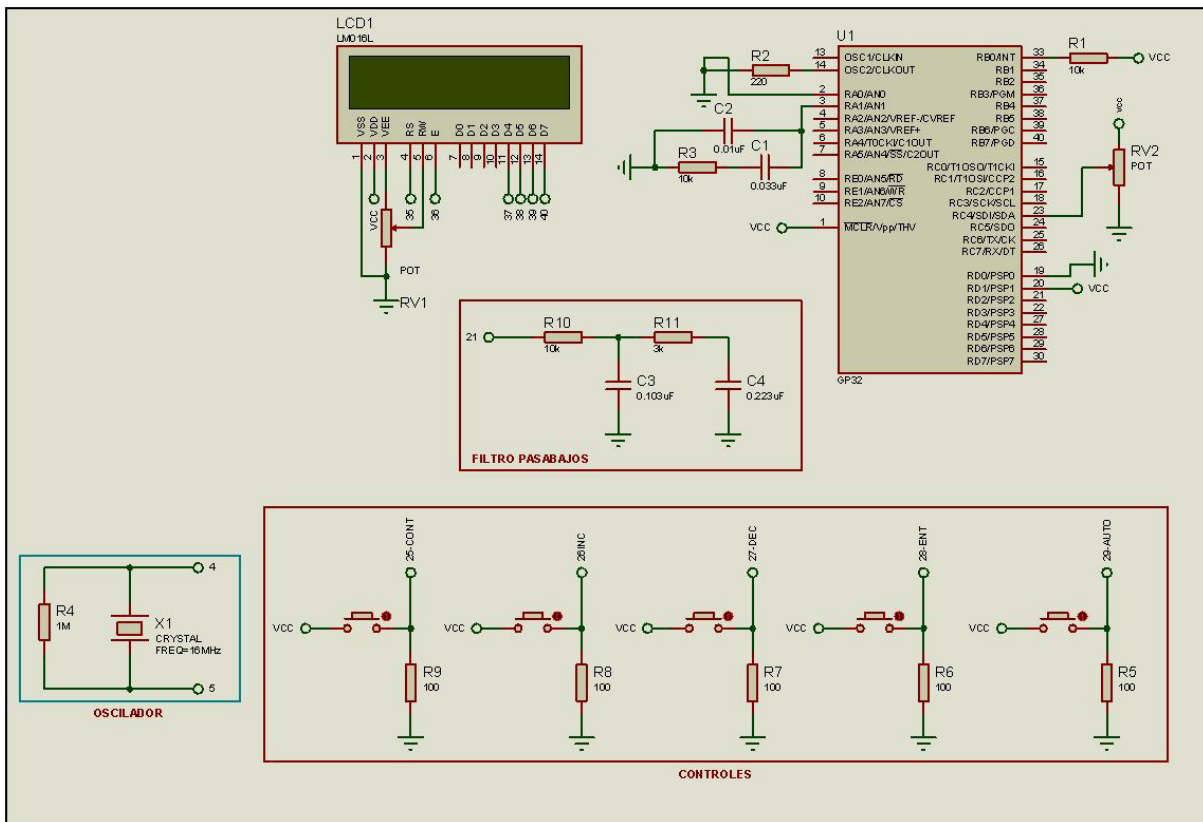 LCD1
LM016L
VSS
VDD
VEE
RS
RW
E
D0
D1
D2
D3
D4
D5
D6
D7
1
2
3
4
5
6
7
8
9
10
11
12
13
14
VCC
35
36
37
38
39
40
POT
RV1
U1
R2
220
C2
0.01uF
R3
10k
C1
0.033uF
VCC
13 OSC1/CLKIN
14 OSC2/CLKOUT
2 RA0/AN0
3 RA1/AN1
4 RA2/AN2/VREF-/CVREF
5 RA3/AN3/VREF+
6 RA4/T0CKI/C1OUT
7 RA5/AN4/SS/C2OUT
8 RE0/AN5/RD
9 RE1/AN6/WR
10 RE2/AN7/CS
1 MCLR/Vpp/THV
RB0/INT 33
RB1 34
RB2 35
RB3/PGM 36
RB4 37
RB5 38
RB6/PGC 39
RB7/PGD 40
RC0/T1OSO/T1CKI 15
RC1/T1OSI/CCP2 16
RC2/CCP1 17
RC3/SCK/SCL 18
RC4/SDI/SDA 23
RC5/SDO 24
RC6/TX/CK 25
RC7/RX/DT 26
RD0/PSP0 19
RD1/PSP1 20
RD2/PSP2 21
RD3/PSP3 22
RD4/PSP4 27
RD5/PSP5 28
RD6/PSP6 29
RD7/PSP7 30
GP32
R1
10k
VCC
VCC
RV2
POT
VCC
21
R10
10k
R11
3k
C3
0.103uF
C4
0.223uF
FILTRO PASABAJOS
R4
1M
X1
CRYSTAL
FREQ=16MHz
4
5
OSCILADOR
25-CONT
26INC
27-DEC
28-ENT
29-AUTO
VCC
VCC
VCC
VCC
VCC
R9
100
R8
100
R7
100
R6
100
R5
100
CONTROLES